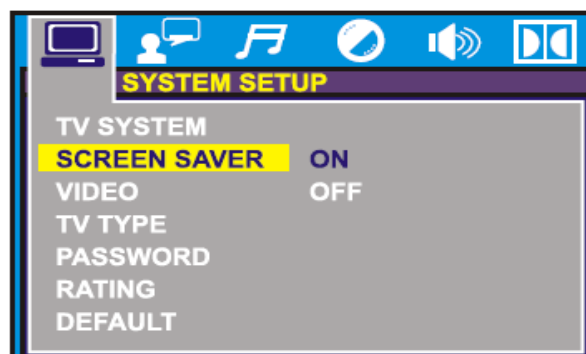 SYSTEM SETUP
TV SYSTEM
SCREEN SAVER ON
VIDEO OFF
TV TYPE
PASSWORD
RATING
DEFAULT